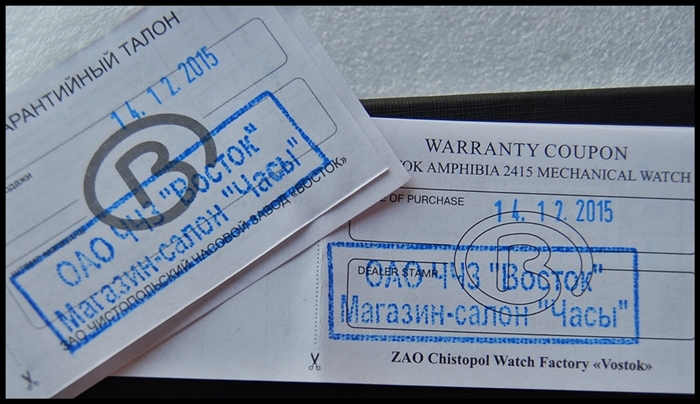 АРАНТИЙНЫЙ ТАЛОН
14.12.2015
В
ОАО ЧЧЗ "Восток"
Магазин-салон "Часы"
ЗАО ЧИСТОПОЛЬСКИЙ ЧАСОВОЙ ЗАВОД «ВОСТОК»
WARRANTY COUPON
OK AMPHIBIA 2415 MECHANICAL WATCH
E OF PURCHASE
14.12.2015
В
DEALER STAMP
ОАО ЧЧЗ "Восток"
Магазин-салон "Часы"
ZAO Chistopol Watch Factory «Vostok»